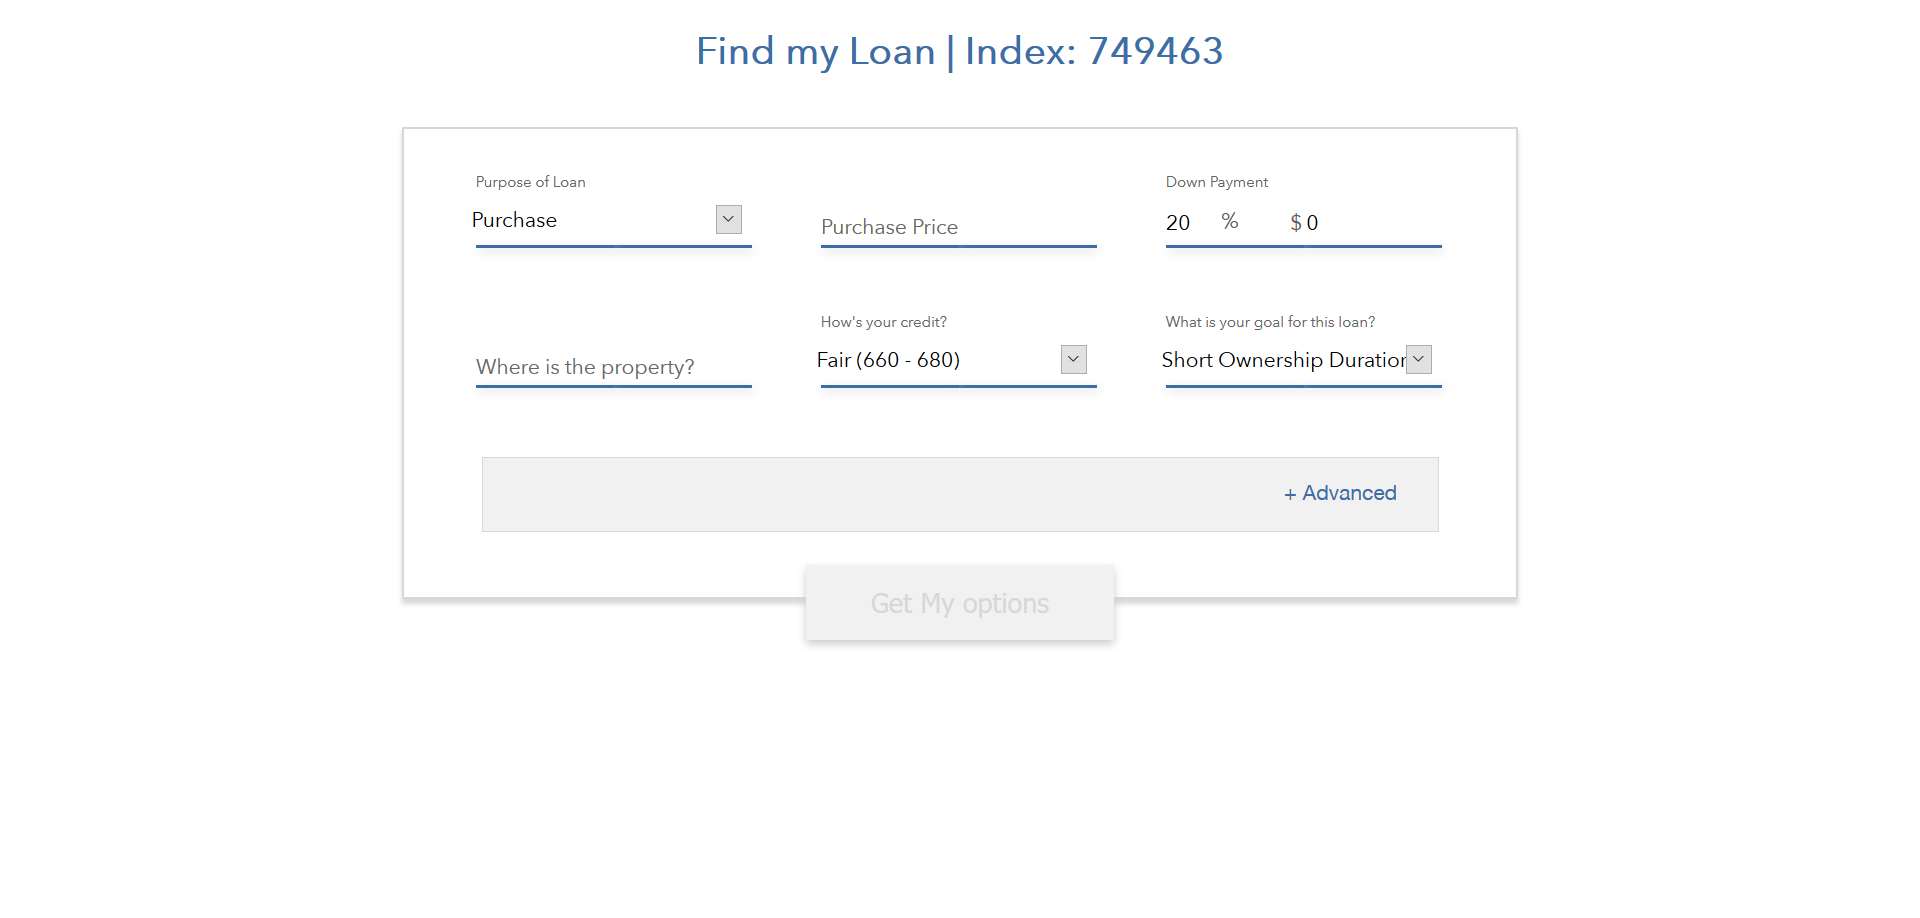 Find my Loan | Index: 749463
Purpose of Loan
Purchase
Purchase Price
Down Payment
20 % $ 0
Where is the property?
How's your credit?
Fair (660 - 680)
What is your goal for this loan?
Short Ownership Duration
+ Advanced
Get My options